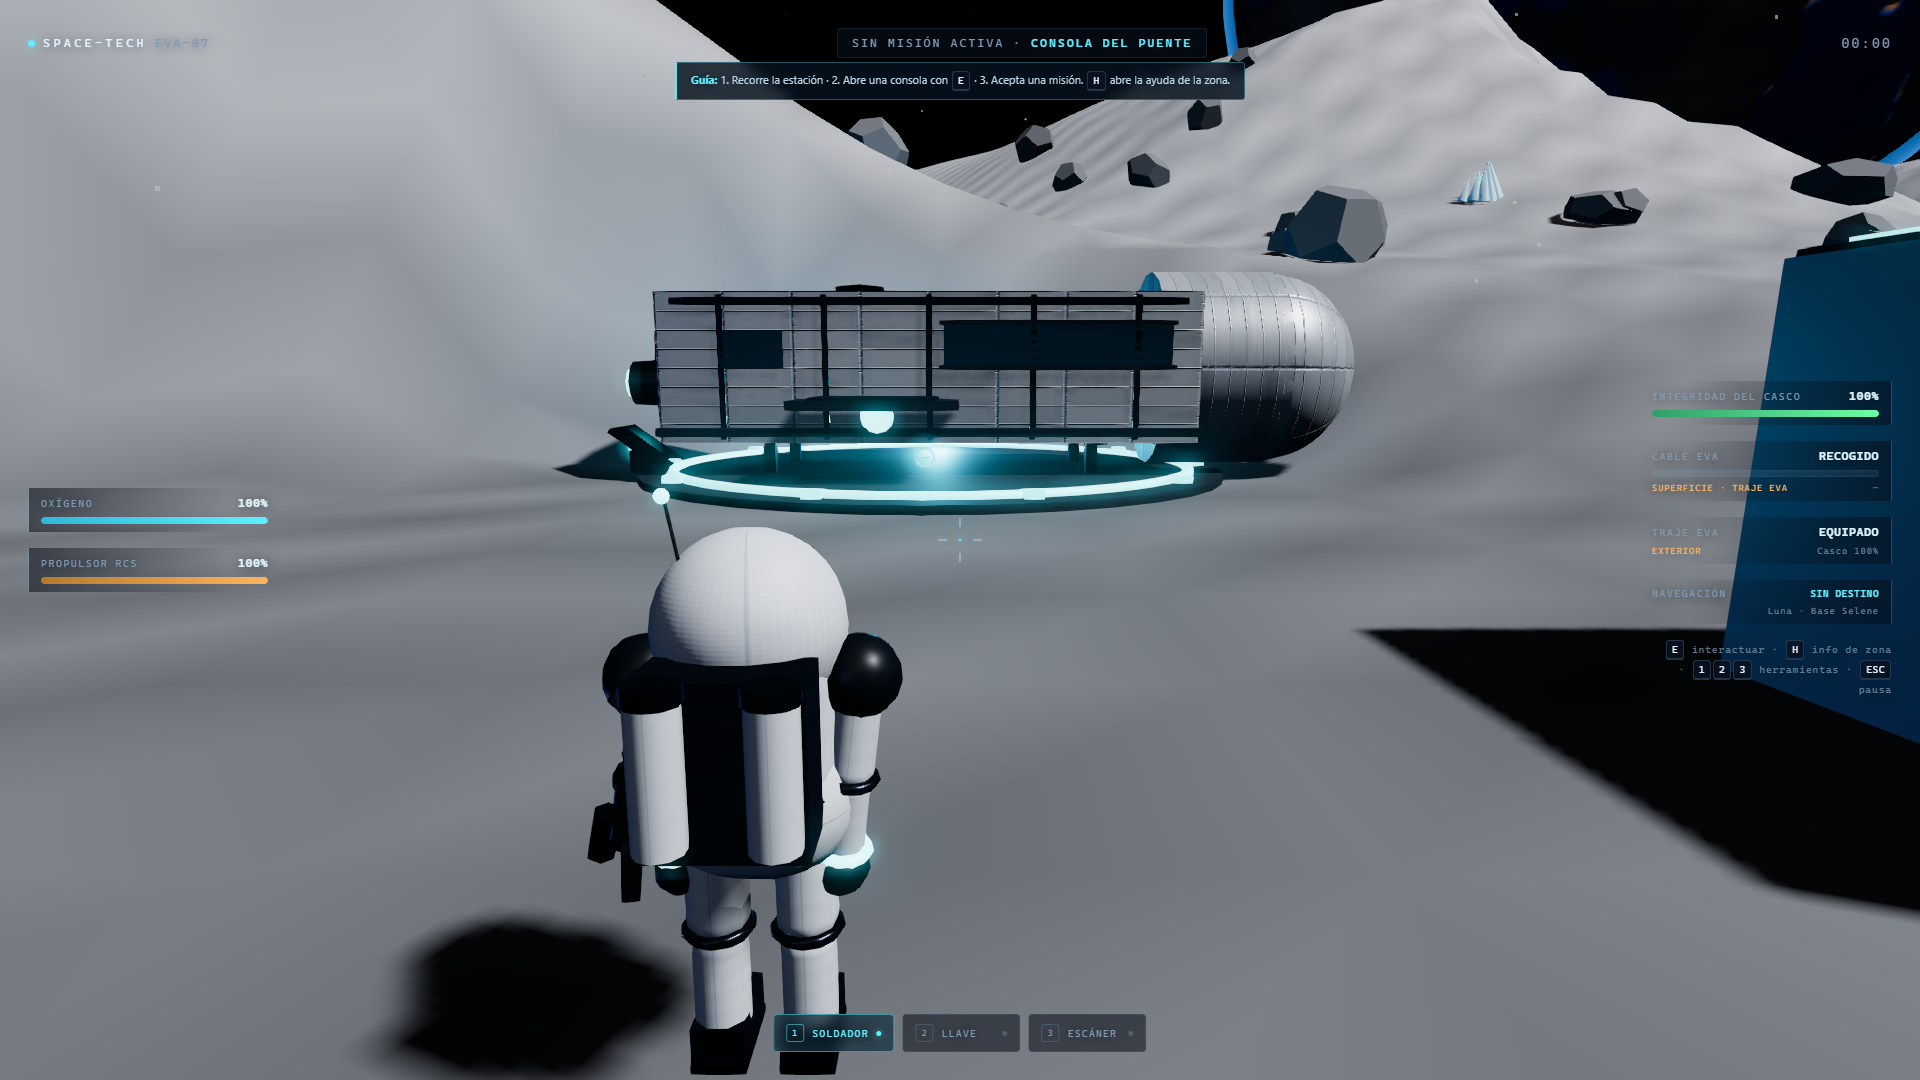 SPACE-TECH EVA-07
SIN MISIÓN ACTIVA · CONSOLA DEL PUENTE
00:00
Guía: 1. Recorre la estación · 2. Abre una consola con E · 3. Acepta una misión. H abre la ayuda de la zona.
OXÍGENO 100%
PROPULSOR RCS 100%
INTEGRIDAD DEL CASCO 100%
CABLE EVA RECOGIDO
SUPERFICIE · TRAJE EVA —
TRAJE EVA EQUIPADO
EXTERIOR Casco 100%
NAVEGACIÓN SIN DESTINO
Luna · Base Selene
E interactuar · H info de zona
· 1 2 3 herramientas · ESC
pausa
1 SOLDADOR 2 LLAVE 3 ESCÁNER